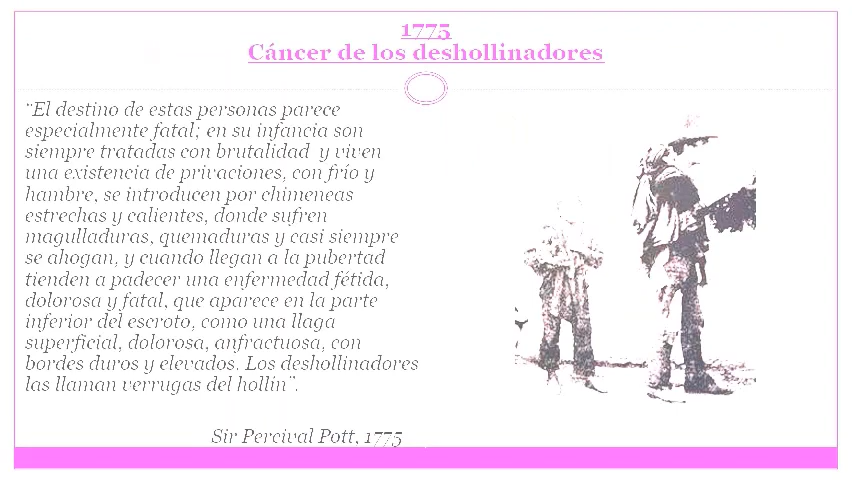 1775
Cáncer de los deshollinadores
¨El destino de estas personas parece
especialmente fatal; en su infancia son
siempre tratadas con brutalidad y viven
una existencia de privaciones, con frío y
hambre, se introducen por chimeneas
estrechas y calientes, donde sufren
magulladuras, quemaduras y casi siempre
se ahogan, y cuando llegan a la pubertad
tienden a padecer una enfermedad fétida,
dolorosa y fatal, que aparece en la parte
inferior del escroto, como una llaga
superficial, dolorosa, anfractuosa, con
bordes duros y elevados. Los deshollinadores
las llaman verrugas del hollín¨.
Sir Percival Pott, 1775